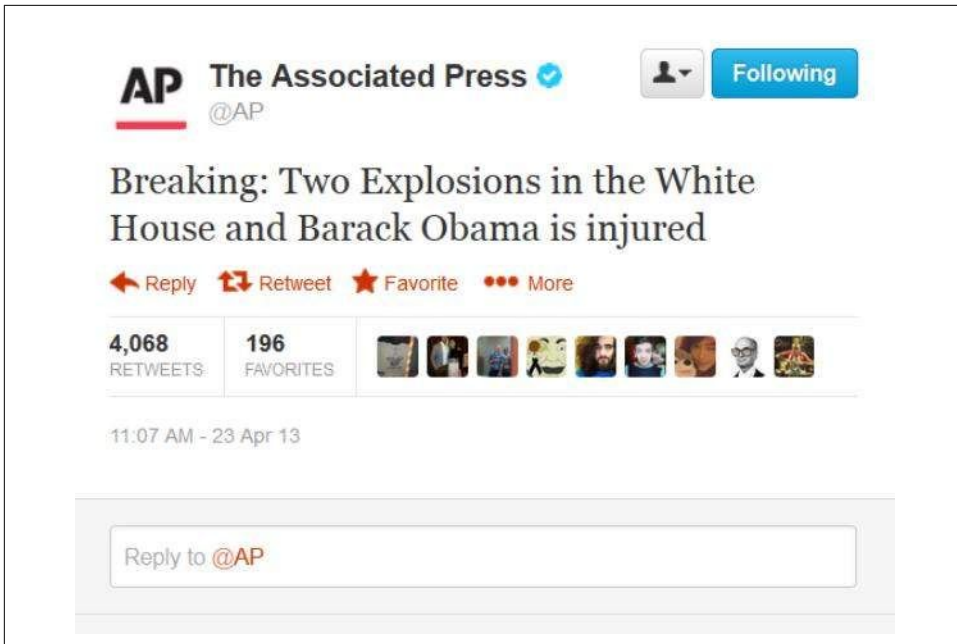 AP The Associated Press Following
@AP
Breaking: Two Explosions in the White
House and Barack Obama is injured
Reply Retweet Favorite More
4,068 196
RETWEETS FAVORITES
11:07 AM - 23 Apr 13
Reply to @AP